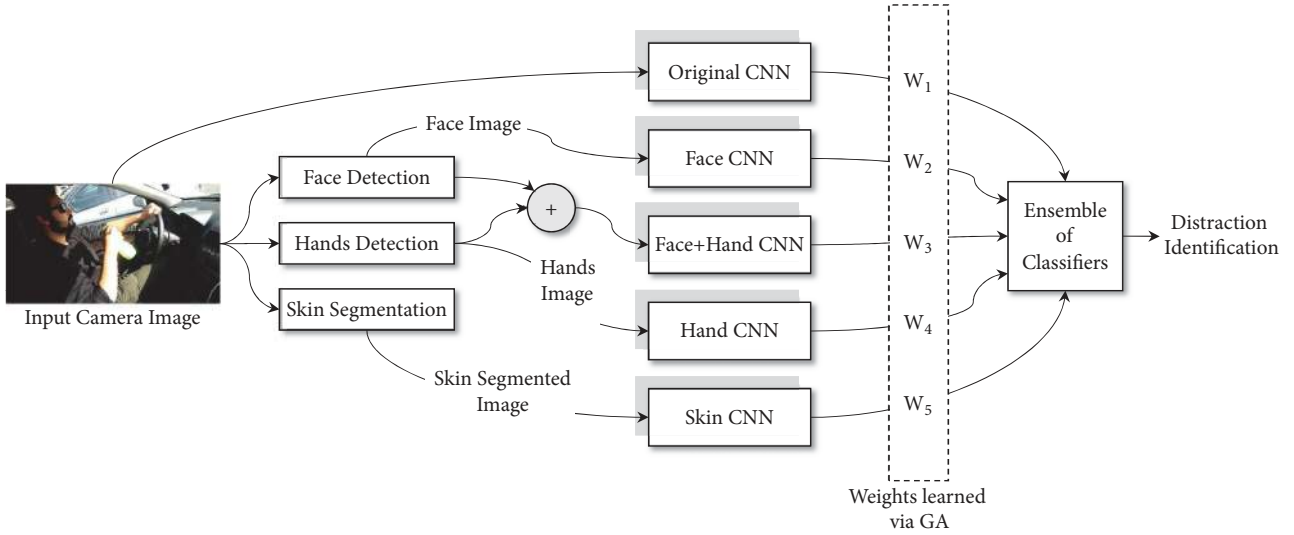 Original CNN
W1
Face Image
Face CNN
W2
Face Detection
Hands Detection
Skin Segmentation
+
Face+Hand CNN
W3
Hands
Image
Hand CNN
W4
Skin Segmented
Image
Skin CNN
W5
Input Camera Image
Ensemble
of
Classifiers
Distraction
Identification
Weights learned
via GA